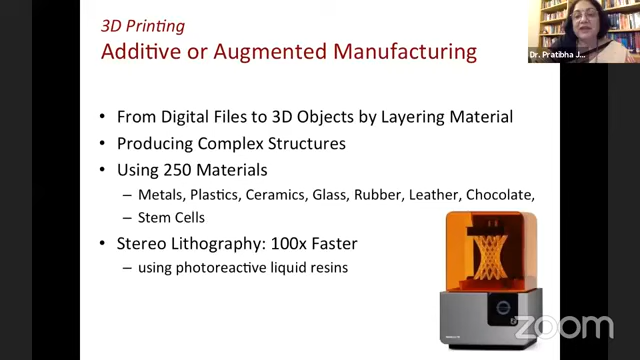 3D Printing
Additive or Augmented Manufacturing
• From Digital Files to 3D Objects by Layering Material
• Producing Complex Structures
• Using 250 Materials
– Metals, Plastics, Ceramics, Glass, Rubber, Leather, Chocolate,
– Stem Cells
• Stereo Lithography: 100x Faster
– using photoreactive liquid resins
Dr. Pratibha J...
zoom